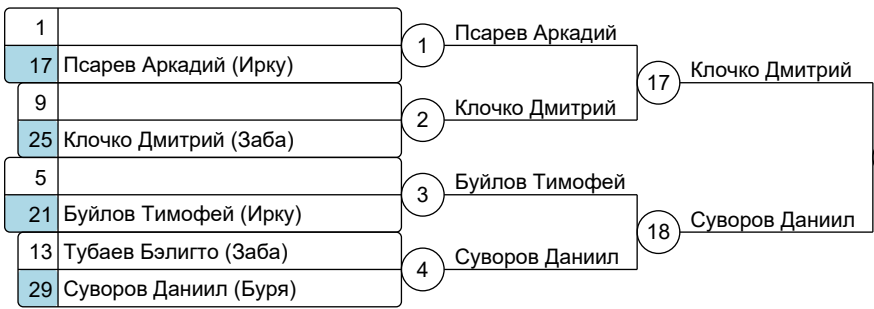 1
17 Псарев Аркадий (Ирку)
9
25 Клочко Дмитрий (Заба)
5
21 Буйлов Тимофей (Ирку)
13 Тубаев Бэлигто (Заба)
29 Суворов Даниил (Буря)
1 Псарев Аркадий
2 Клочко Дмитрий
3 Буйлов Тимофей
4 Суворов Даниил
17 Клочко Дмитрий
18 Суворов Даниил